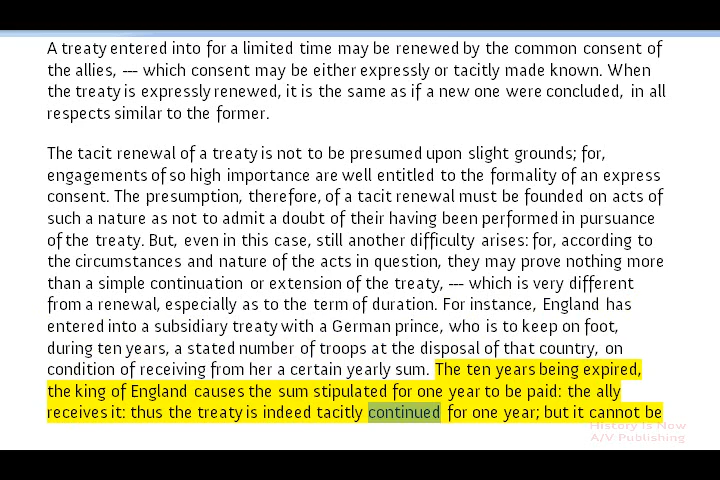 A treaty entered into for a limited time may be renewed by the common consent of
the allies, --- which consent may be either expressly or tacitly made known. When
the treaty is expressly renewed, it is the same as if a new one were concluded, in all
respects similar to the former.
The tacit renewal of a treaty is not to be presumed upon slight grounds; for,
engagements of so high importance are well entitled to the formality of an express
consent. The presumption, therefore, of a tacit renewal must be founded on acts of
such a nature as not to admit a doubt of their having been performed in pursuance
of the treaty. But, even in this case, still another difficulty arises: for, according to
the circumstances and nature of the acts in question, they may prove nothing more
than a simple continuation or extension of the treaty, --- which is very different
from a renewal, especially as to the term of duration. For instance, England has
entered into a subsidiary treaty with a German prince, who is to keep on foot,
during ten years, a stated number of troops at the disposal of that country, on
condition of receiving from her a certain yearly sum. The ten years being expired,
the king of England causes the sum stipulated for one year to be paid: the ally
receives it: thus the treaty is indeed tacitly continued for one year; but it cannot be
History Is Now
A/V Publishing